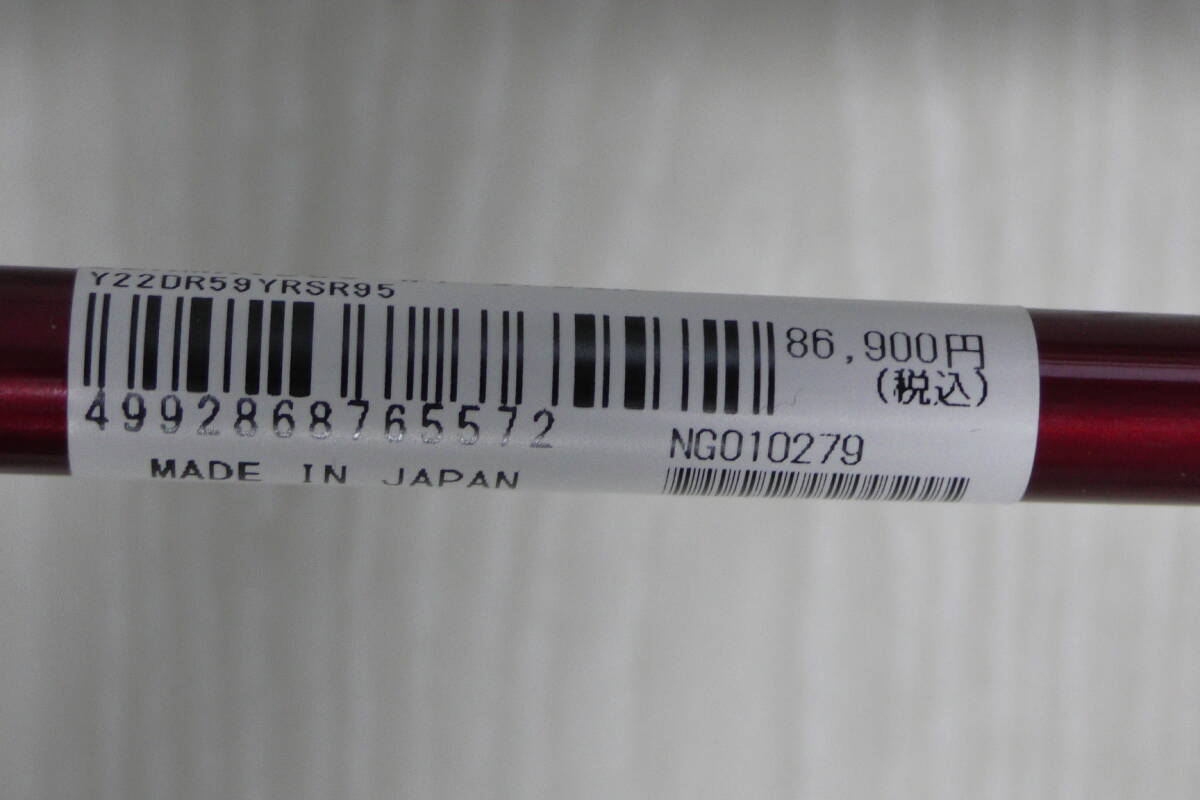 Y22DR59YRSR95
86,900円
(税込)
4992868765572
NG010279
MADE IN JAPAN